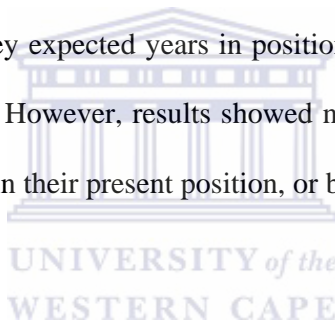 ey expected years in position
However, results showed n
n their present position, or b
UNIVERSITY of the
WESTERN CAPE